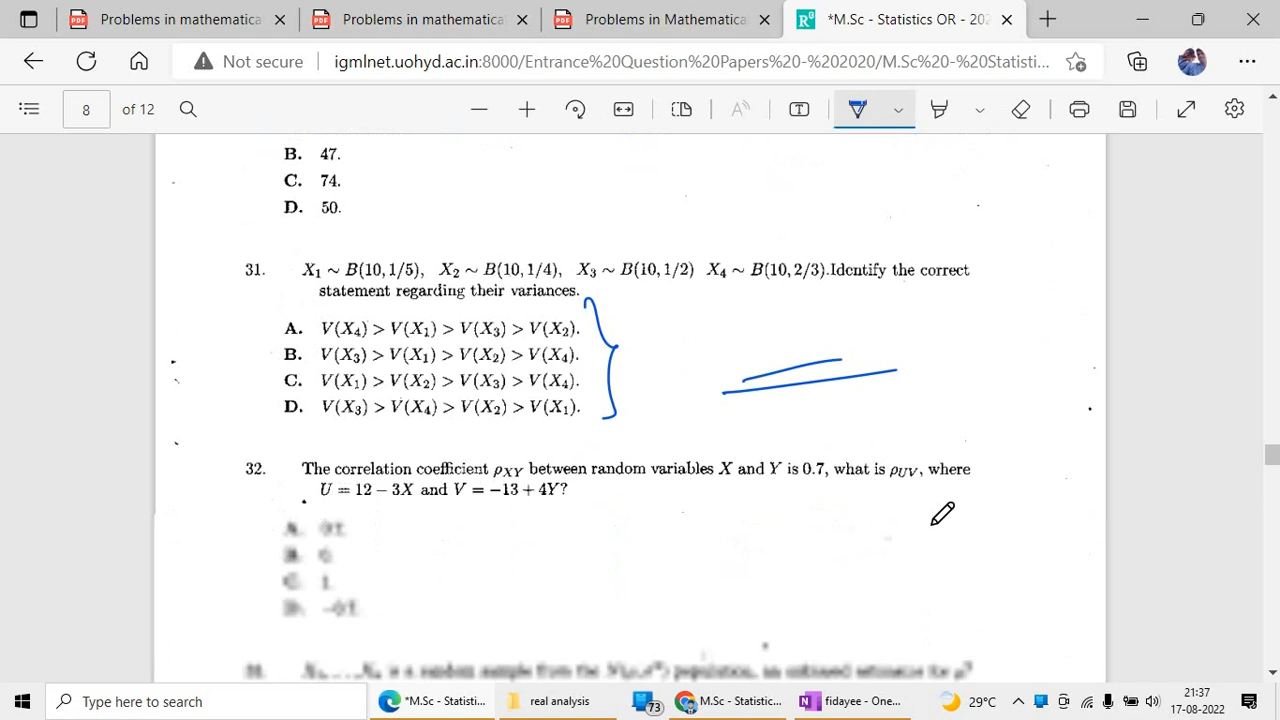 Problems in mathematica
Problems in mathematica
Problems in Mathematica
*M.Sc - Statistics OR - 202
Not secure
igmlnet.uohyd.ac.in:8000/Entrance%20Question%20Papers%20-%202020/M.Sc%20-%20Statisti...
8 of 12
B. 47.
C. 74.
D. 50.
31. X₁ ~ B(10, 1/5), X₂ ~ B(10, 1/4), X₃ ~ B(10, 1/2) X₄ ~ B(10, 2/3).Identify the correct
statement regarding their variances.
A. V(X₄) > V(X₁) > V(X₃) > V(X₂).
B. V(X₃) > V(X₁) > V(X₂) > V(X₄).
C. V(X₁) > V(X₂) > V(X₃) > V(X₄).
D. V(X₃) > V(X₄) > V(X₂) > V(X₁).
32. The correlation coefficient ρXY between random variables X and Y is 0.7, what is ρUV, where
U = 12 − 3X and V = −13 + 4Y?
Type here to search
*M.Sc - Statisti...
real analysis
73
M.Sc - Statistic...
fidayee - One...
29°C
21:37
17-08-2022